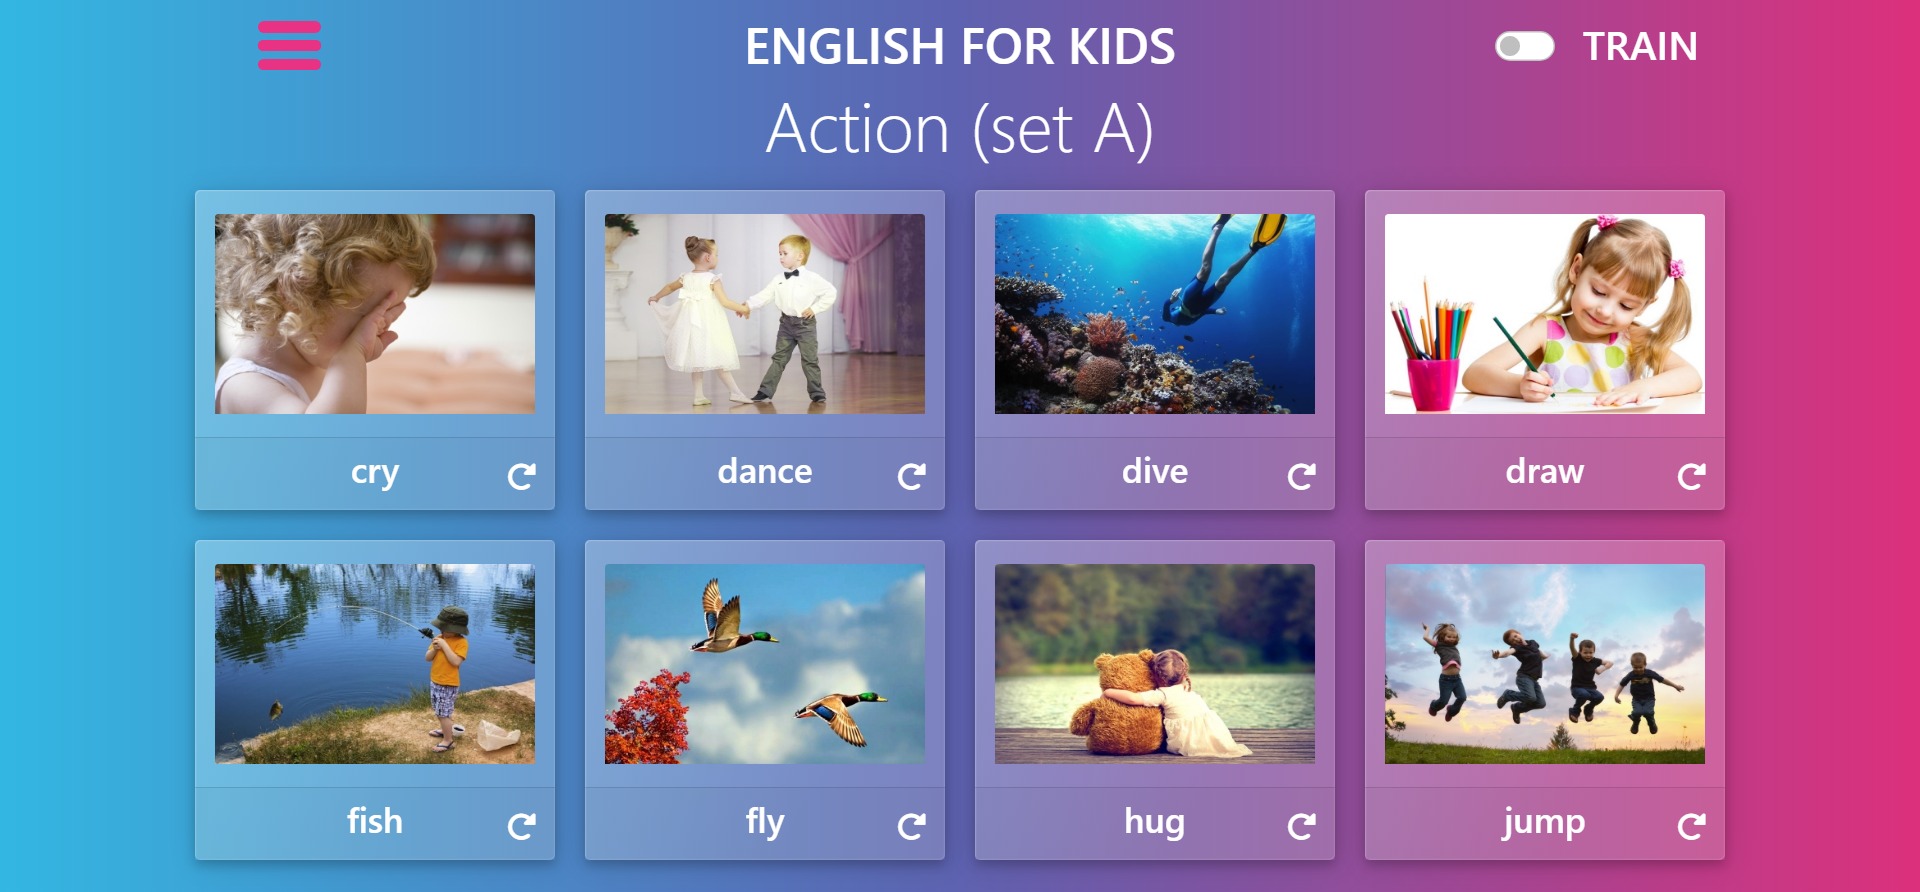 ENGLISH FOR KIDS
TRAIN
Action (set A)
cry
dance
dive
draw
fish
fly
hug
jump